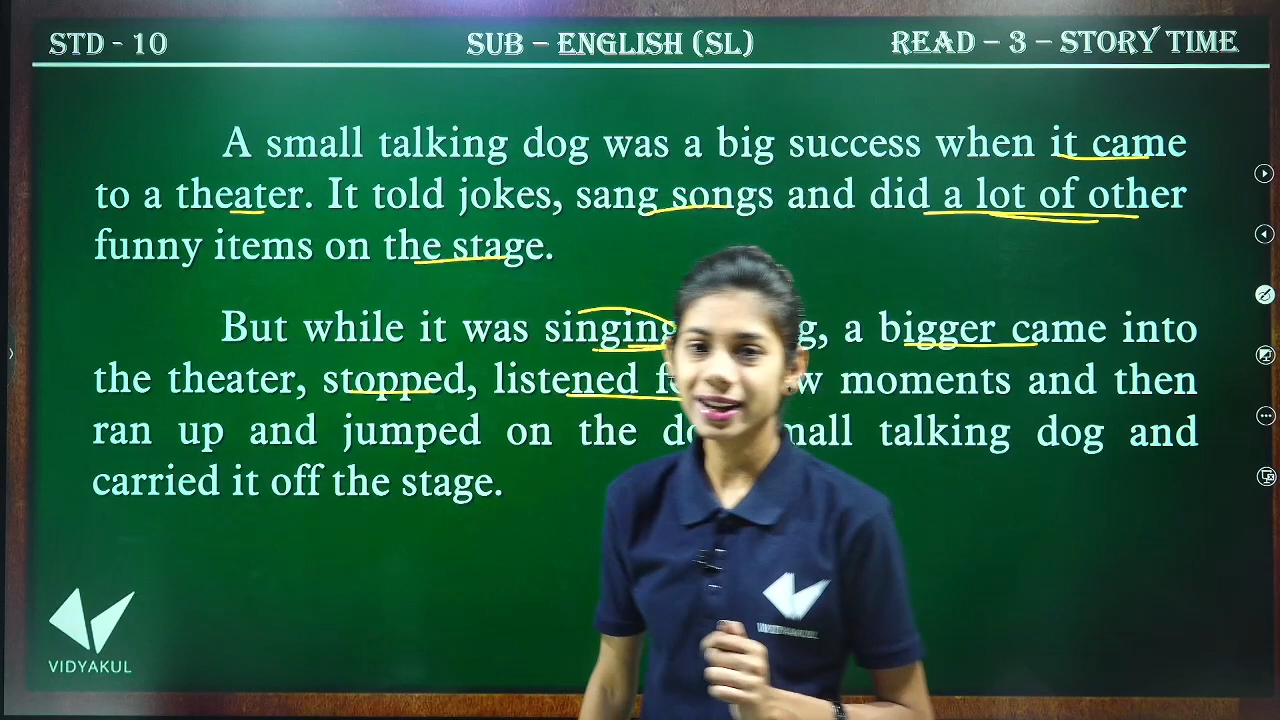 STD - 10 SUB – ENGLISH (SL) READ – 3 – STORY TIME
A small talking dog was a big success when it came
to a theater. It told jokes, sang songs and did a lot of other
funny items on the stage.
But while it was singing a bigger came into
the theater, stopped, listened moments and then
ran up and jumped on the talking dog and
carried it off the stage.
VIDYAKUL